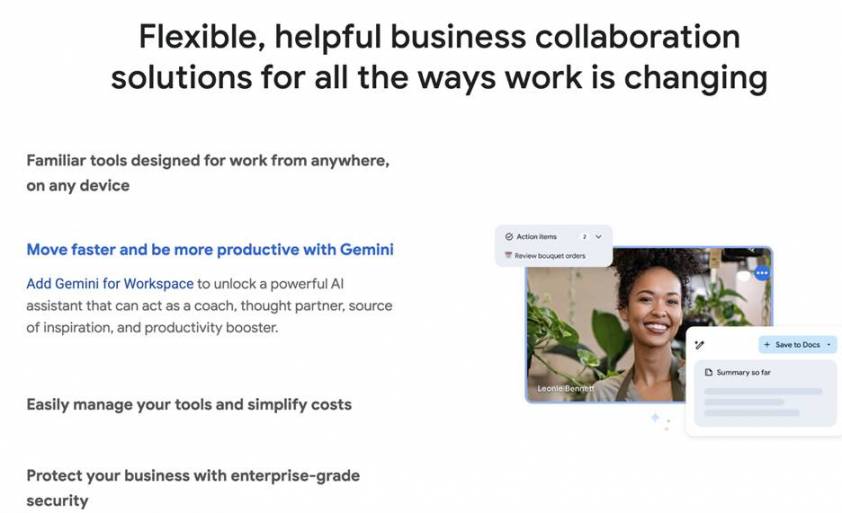 Flexible, helpful business collaboration
solutions for all the ways work is changing
Familiar tools designed for work from anywhere,
on any device
Move faster and be more productive with Gemini
Add Gemini for Workspace to unlock a powerful AI
assistant that can act as a coach, thought partner, source
of inspiration, and productivity booster.
Easily manage your tools and simplify costs
Protect your business with enterprise-grade
security
Action items 2
Review bouquet orders
Leonie Bennett
+ Save to Docs
Summary so far